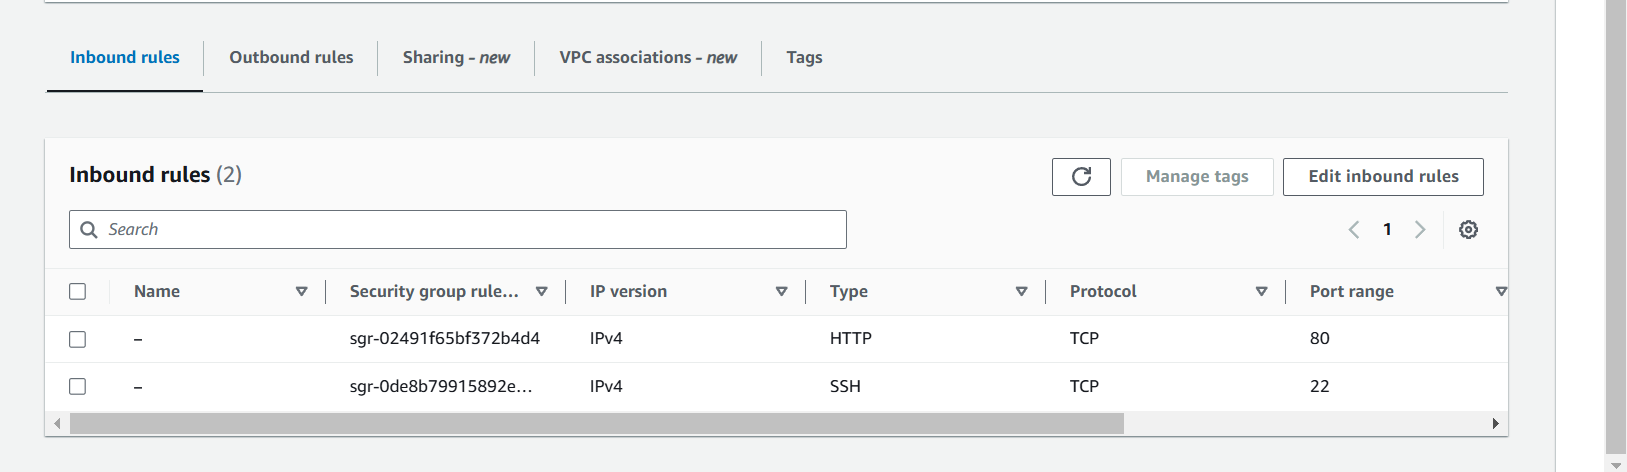 Inbound rules Outbound rules Sharing - new VPC associations - new Tags
Inbound rules (2)
Manage tags Edit inbound rules
Search
1
Name Security group rule... IP version Type Protocol Port range
– sgr-02491f65bf372b4d4 IPv4 HTTP TCP 80
– sgr-0de8b79915892e... IPv4 SSH TCP 22